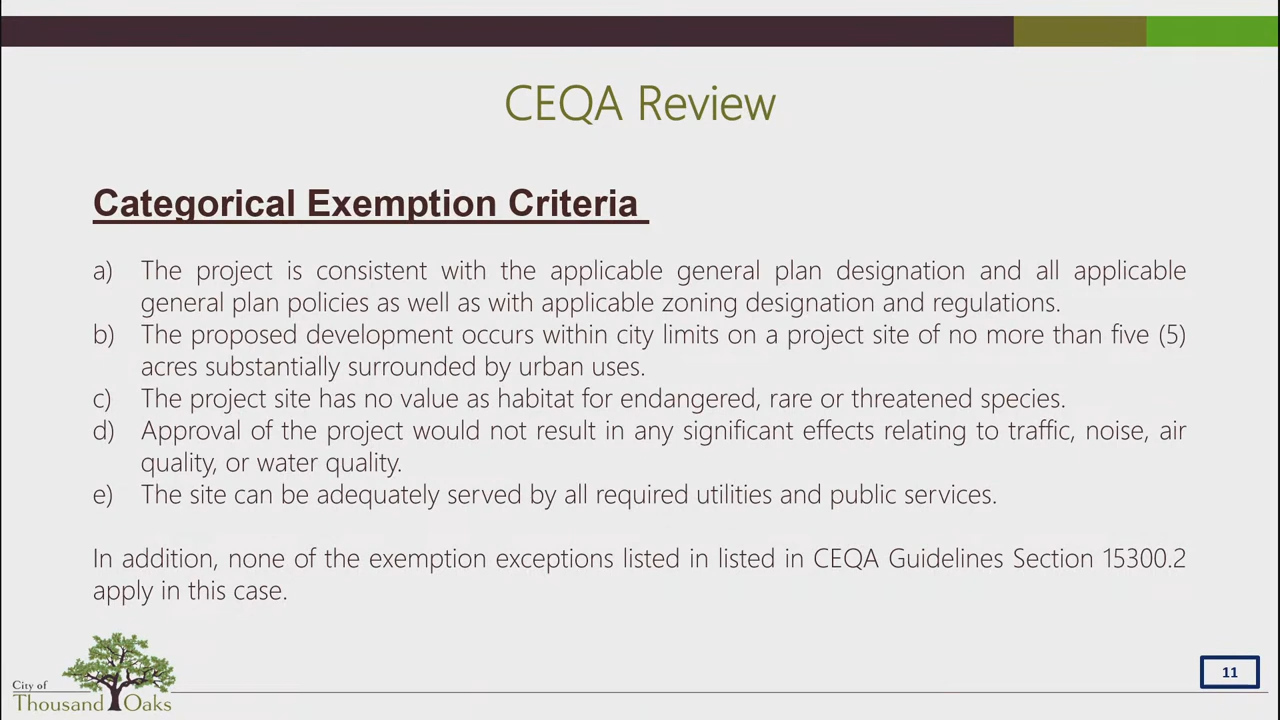 CEQA Review
Categorical Exemption Criteria
a) The project is consistent with the applicable general plan designation and all applicable
general plan policies as well as with applicable zoning designation and regulations.
b) The proposed development occurs within city limits on a project site of no more than five (5)
acres substantially surrounded by urban uses.
c) The project site has no value as habitat for endangered, rare or threatened species.
d) Approval of the project would not result in any significant effects relating to traffic, noise, air
quality, or water quality.
e) The site can be adequately served by all required utilities and public services.
In addition, none of the exemption exceptions listed in listed in CEQA Guidelines Section 15300.2
apply in this case.
City of
Thousand Oaks
11